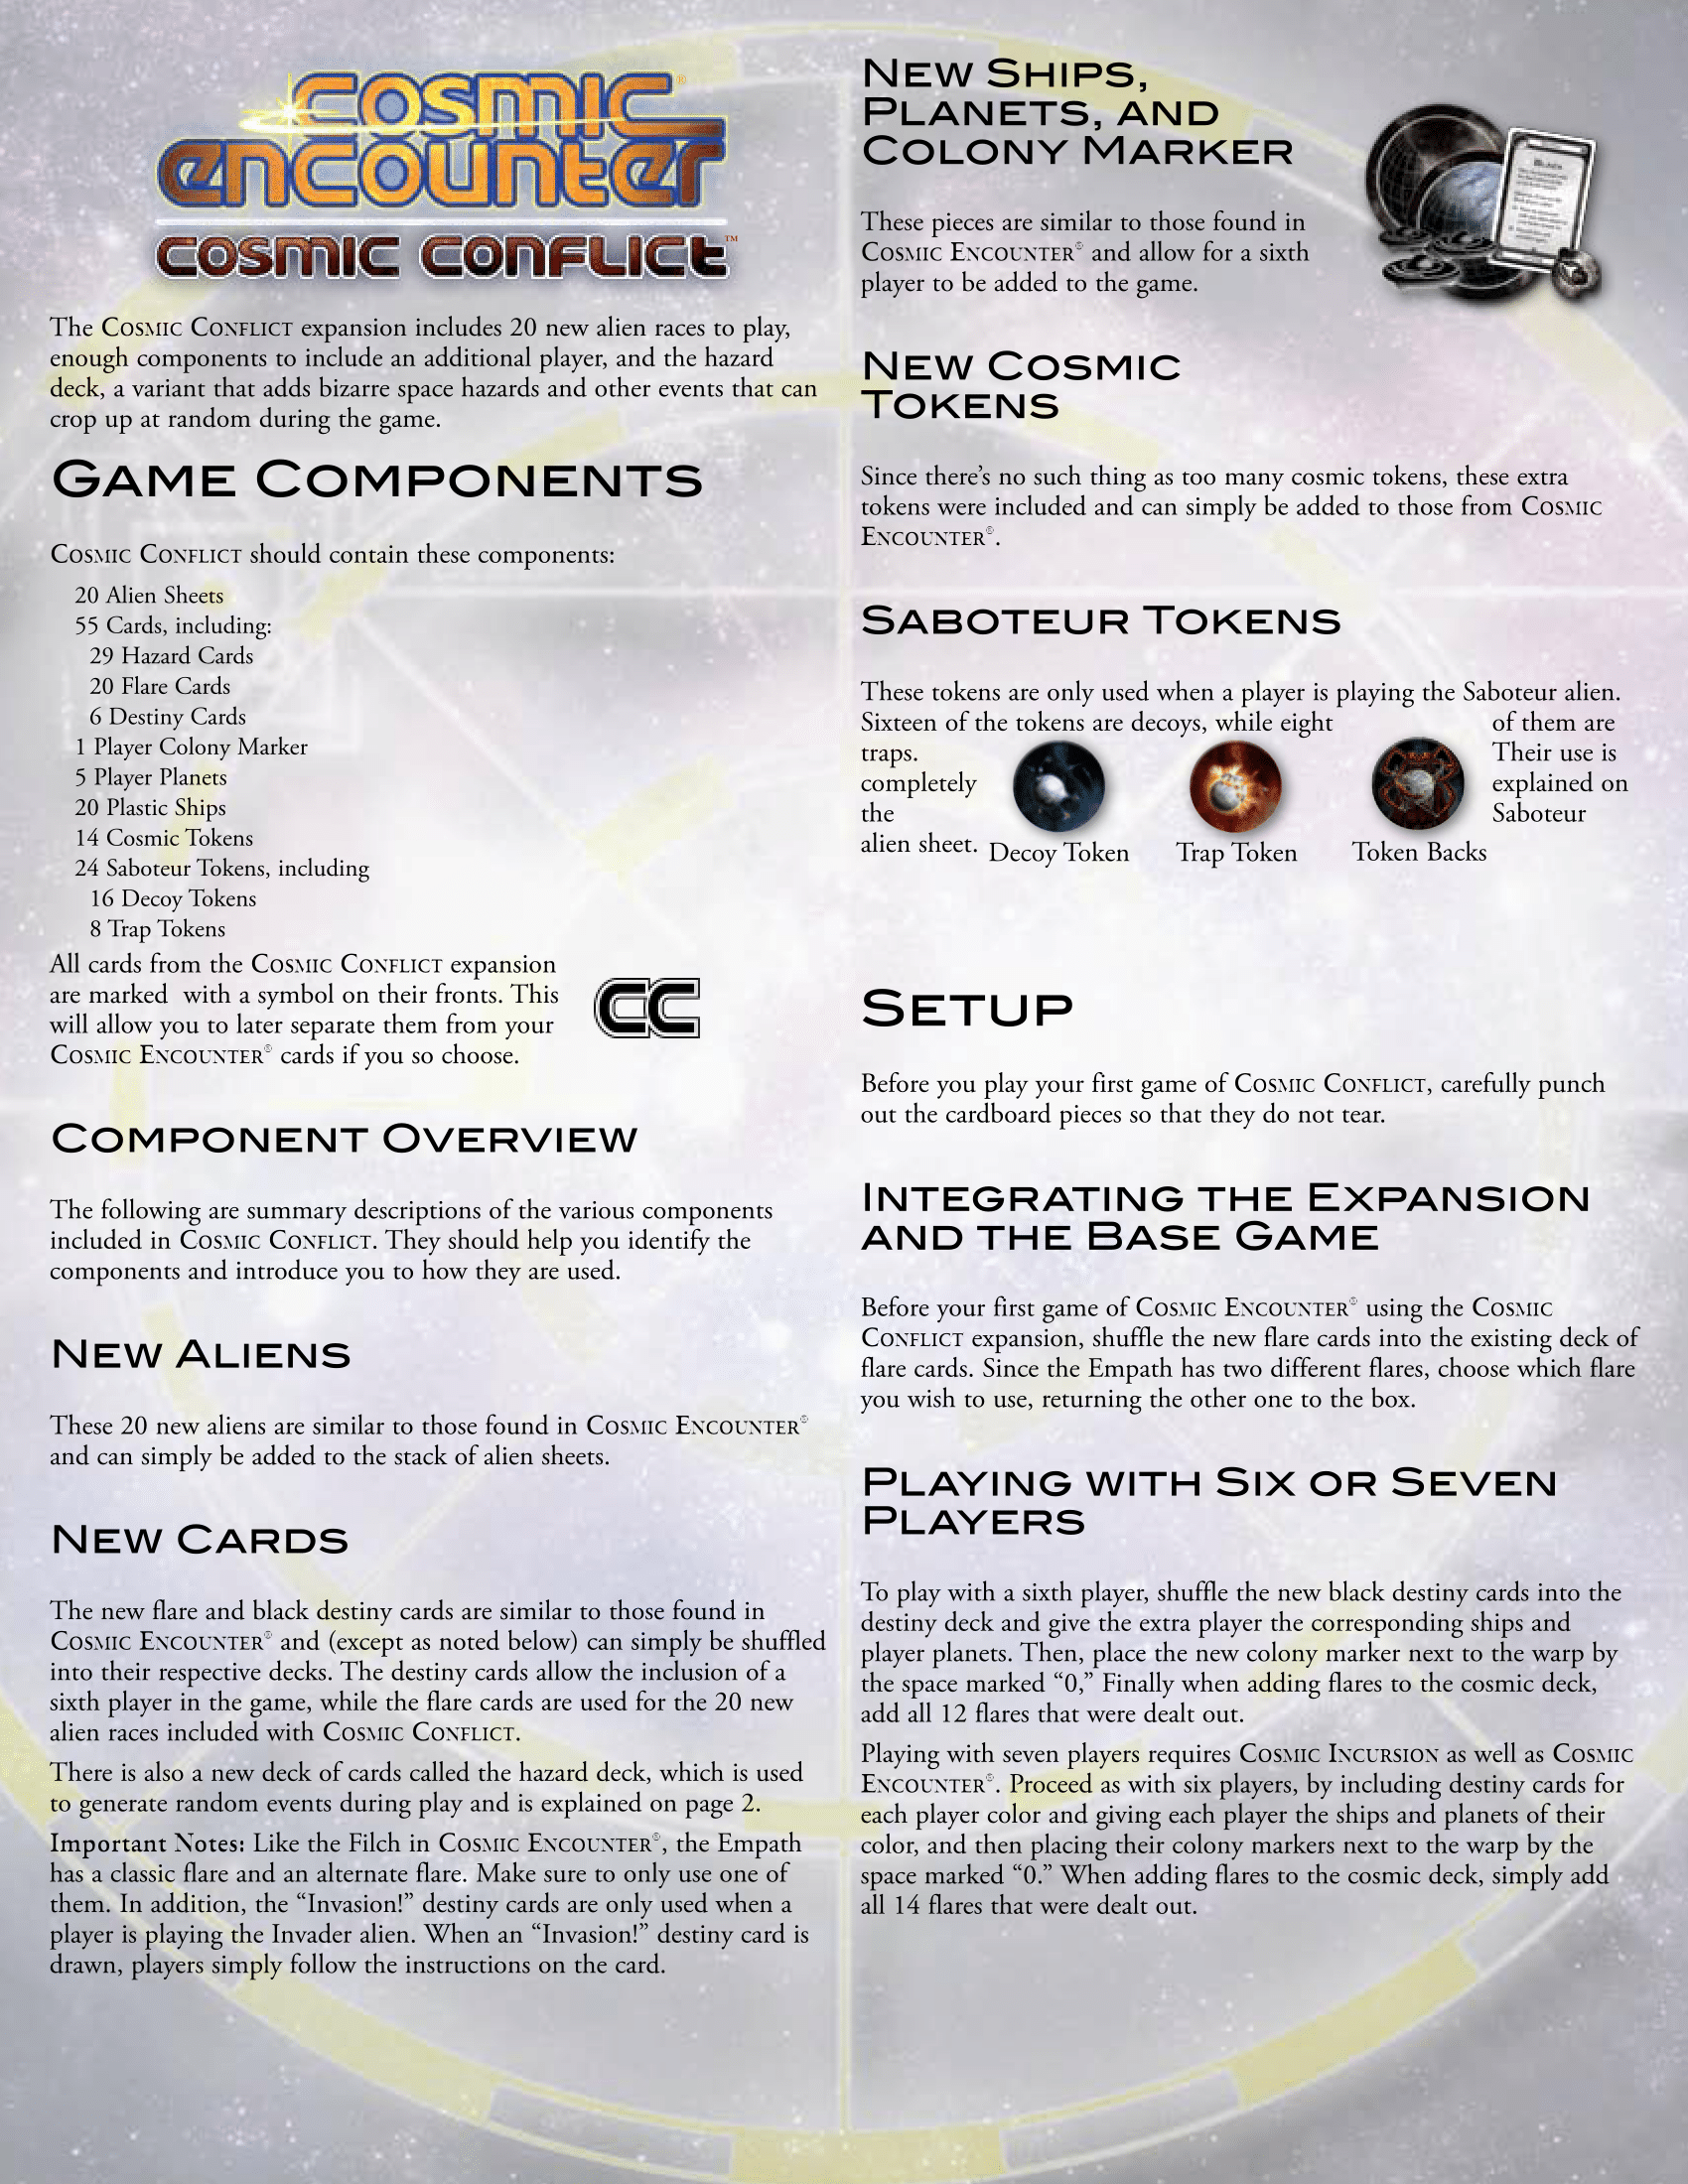 COSMIC®
ENCOUNTER
COSMIC CONFLICT™
The Cosmic Conflict expansion includes 20 new alien races to play,
enough components to include an additional player, and the hazard
deck, a variant that adds bizarre space hazards and other events that can
crop up at random during the game.
Game Components
Cosmic Conflict should contain these components:
20 Alien Sheets
55 Cards, including:
29 Hazard Cards
20 Flare Cards
6 Destiny Cards
1 Player Colony Marker
5 Player Planets
20 Plastic Ships
14 Cosmic Tokens
24 Saboteur Tokens, including
16 Decoy Tokens
8 Trap Tokens
All cards from the Cosmic Conflict expansion
are marked with a symbol on their fronts. This
will allow you to later separate them from your
Cosmic Encounter® cards if you so choose.
CC
Component Overview
The following are summary descriptions of the various components
included in Cosmic Conflict. They should help you identify the
components and introduce you to how they are used.
New Aliens
These 20 new aliens are similar to those found in Cosmic Encounter®
and can simply be added to the stack of alien sheets.
New Cards
The new flare and black destiny cards are similar to those found in
Cosmic Encounter® and (except as noted below) can simply be shuffled
into their respective decks. The destiny cards allow the inclusion of a
sixth player in the game, while the flare cards are used for the 20 new
alien races included with Cosmic Conflict.
There is also a new deck of cards called the hazard deck, which is used
to generate random events during play and is explained on page 2.
Important Notes: Like the Filch in Cosmic Encounter®, the Empath
has a classic flare and an alternate flare. Make sure to only use one of
them. In addition, the “Invasion!” destiny cards are only used when a
player is playing the Invader alien. When an “Invasion!” destiny card is
drawn, players simply follow the instructions on the card.
New Ships,
Planets, and
Colony Marker
These pieces are similar to those found in
Cosmic Encounter® and allow for a sixth
player to be added to the game.
New Cosmic
Tokens
Since there’s no such thing as too many cosmic tokens, these extra
tokens were included and can simply be added to those from Cosmic
Encounter®.
Saboteur Tokens
These tokens are only used when a player is playing the Saboteur alien.
Sixteen of the tokens are decoys, while eight of them are
traps. Their use is
completely explained on
the Saboteur
alien sheet.
Decoy Token Trap Token Token Backs
Setup
Before you play your first game of Cosmic Conflict, carefully punch
out the cardboard pieces so that they do not tear.
Integrating the Expansion
and the Base Game
Before your first game of Cosmic Encounter® using the Cosmic
Conflict expansion, shuffle the new flare cards into the existing deck of
flare cards. Since the Empath has two different flares, choose which flare
you wish to use, returning the other one to the box.
Playing with Six or Seven
Players
To play with a sixth player, shuffle the new black destiny cards into the
destiny deck and give the extra player the corresponding ships and
player planets. Then, place the new colony marker next to the warp by
the space marked “0,” Finally when adding flares to the cosmic deck,
add all 12 flares that were dealt out.
Playing with seven players requires Cosmic Incursion as well as Cosmic
Encounter®. Proceed as with six players, by including destiny cards for
each player color and giving each player the ships and planets of their
color, and then placing their colony markers next to the warp by the
space marked “0.” When adding flares to the cosmic deck, simply add
all 14 flares that were dealt out.